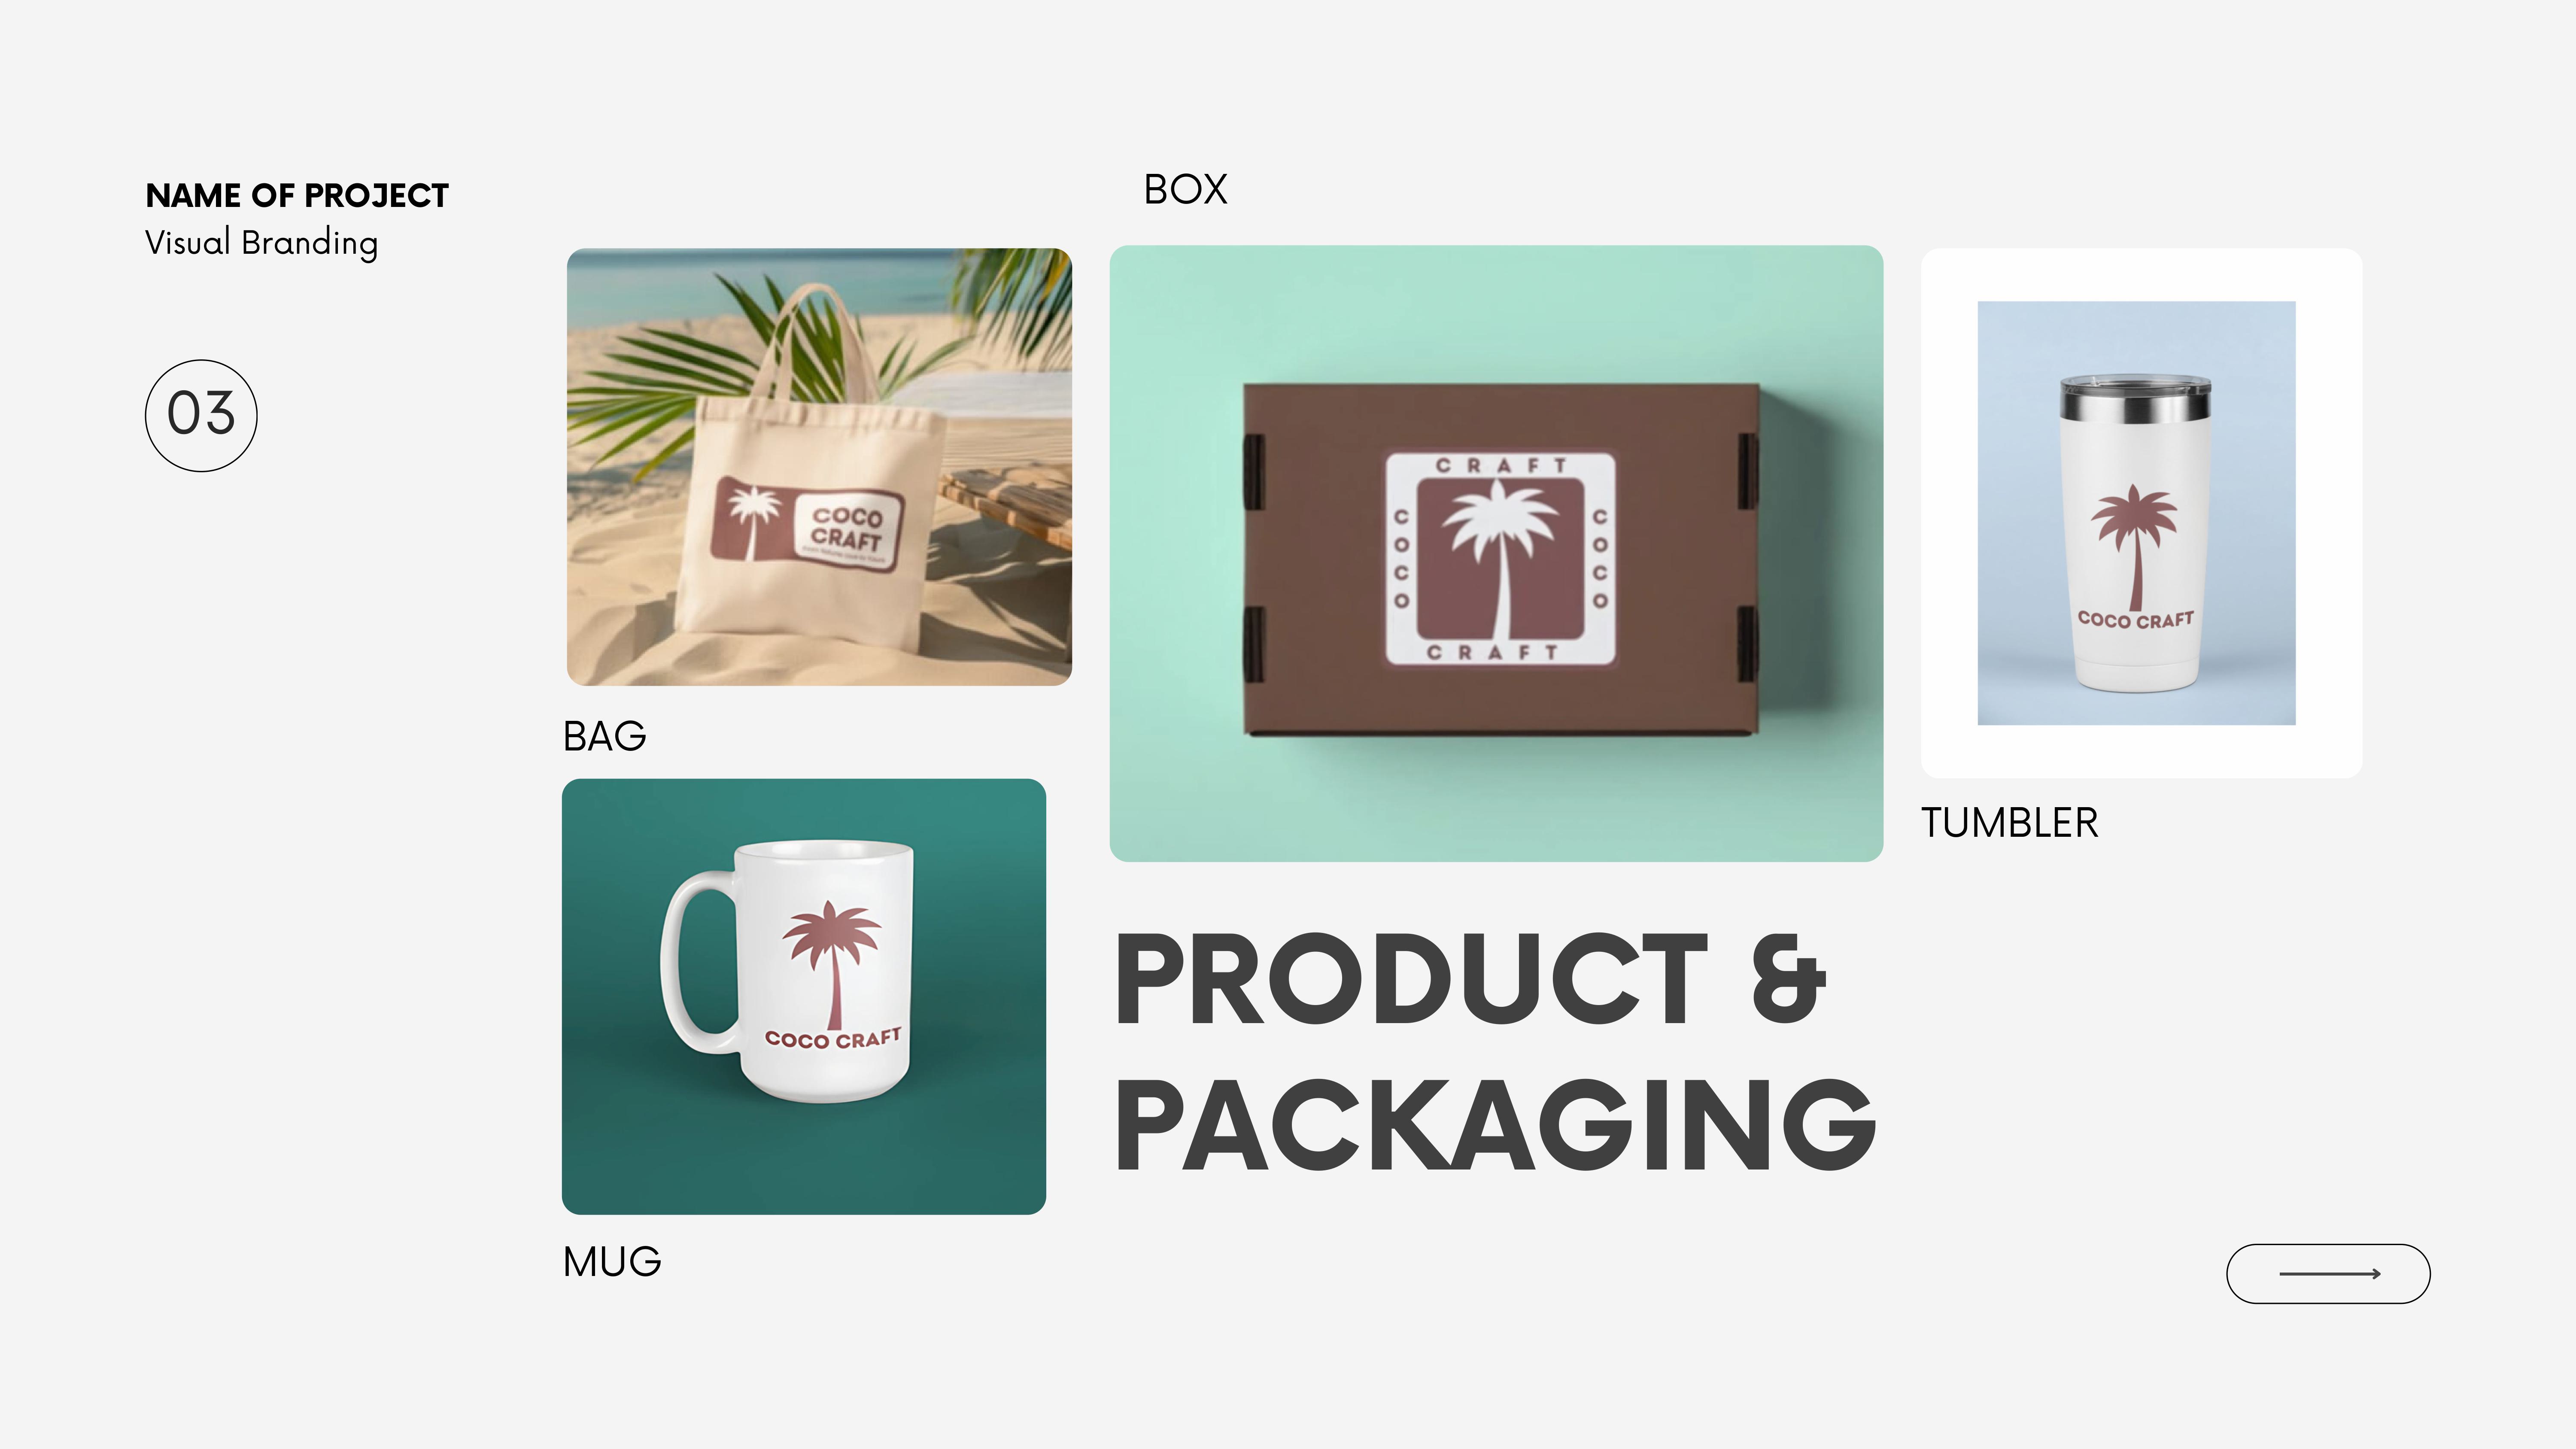 NAME OF PROJECT
Visual Branding
03
BOX
COCO
CRAFT
BAG
CRAFT
COCO
COCO
CRAFT
COCO CRAFT
TUMBLER
COCO CRAFT
MUG
PRODUCT &
PACKAGING